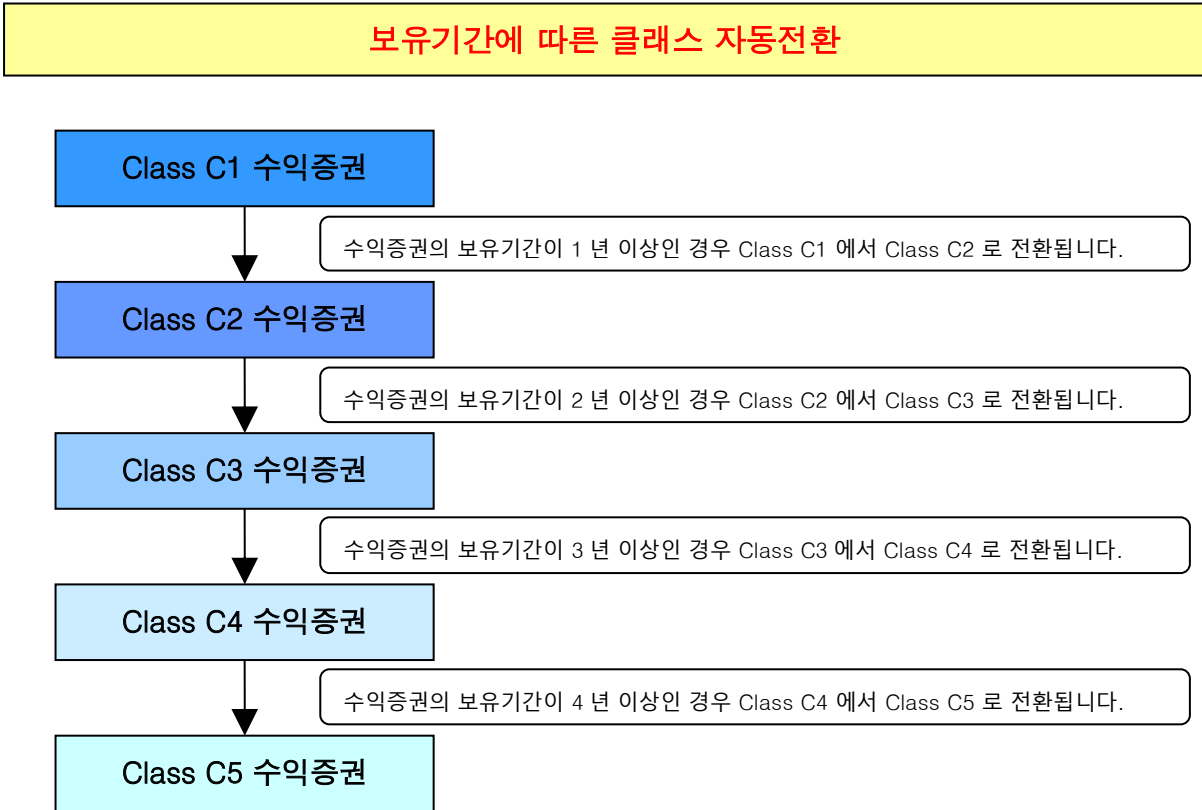 보유기간에 따른 클래스 자동전환
Class C1 수익증권
수익증권의 보유기간이 1 년 이상인 경우 Class C1 에서 Class C2 로 전환됩니다.
Class C2 수익증권
수익증권의 보유기간이 2 년 이상인 경우 Class C2 에서 Class C3 로 전환됩니다.
Class C3 수익증권
수익증권의 보유기간이 3 년 이상인 경우 Class C3 에서 Class C4 로 전환됩니다.
Class C4 수익증권
수익증권의 보유기간이 4 년 이상인 경우 Class C4 에서 Class C5 로 전환됩니다.
Class C5 수익증권